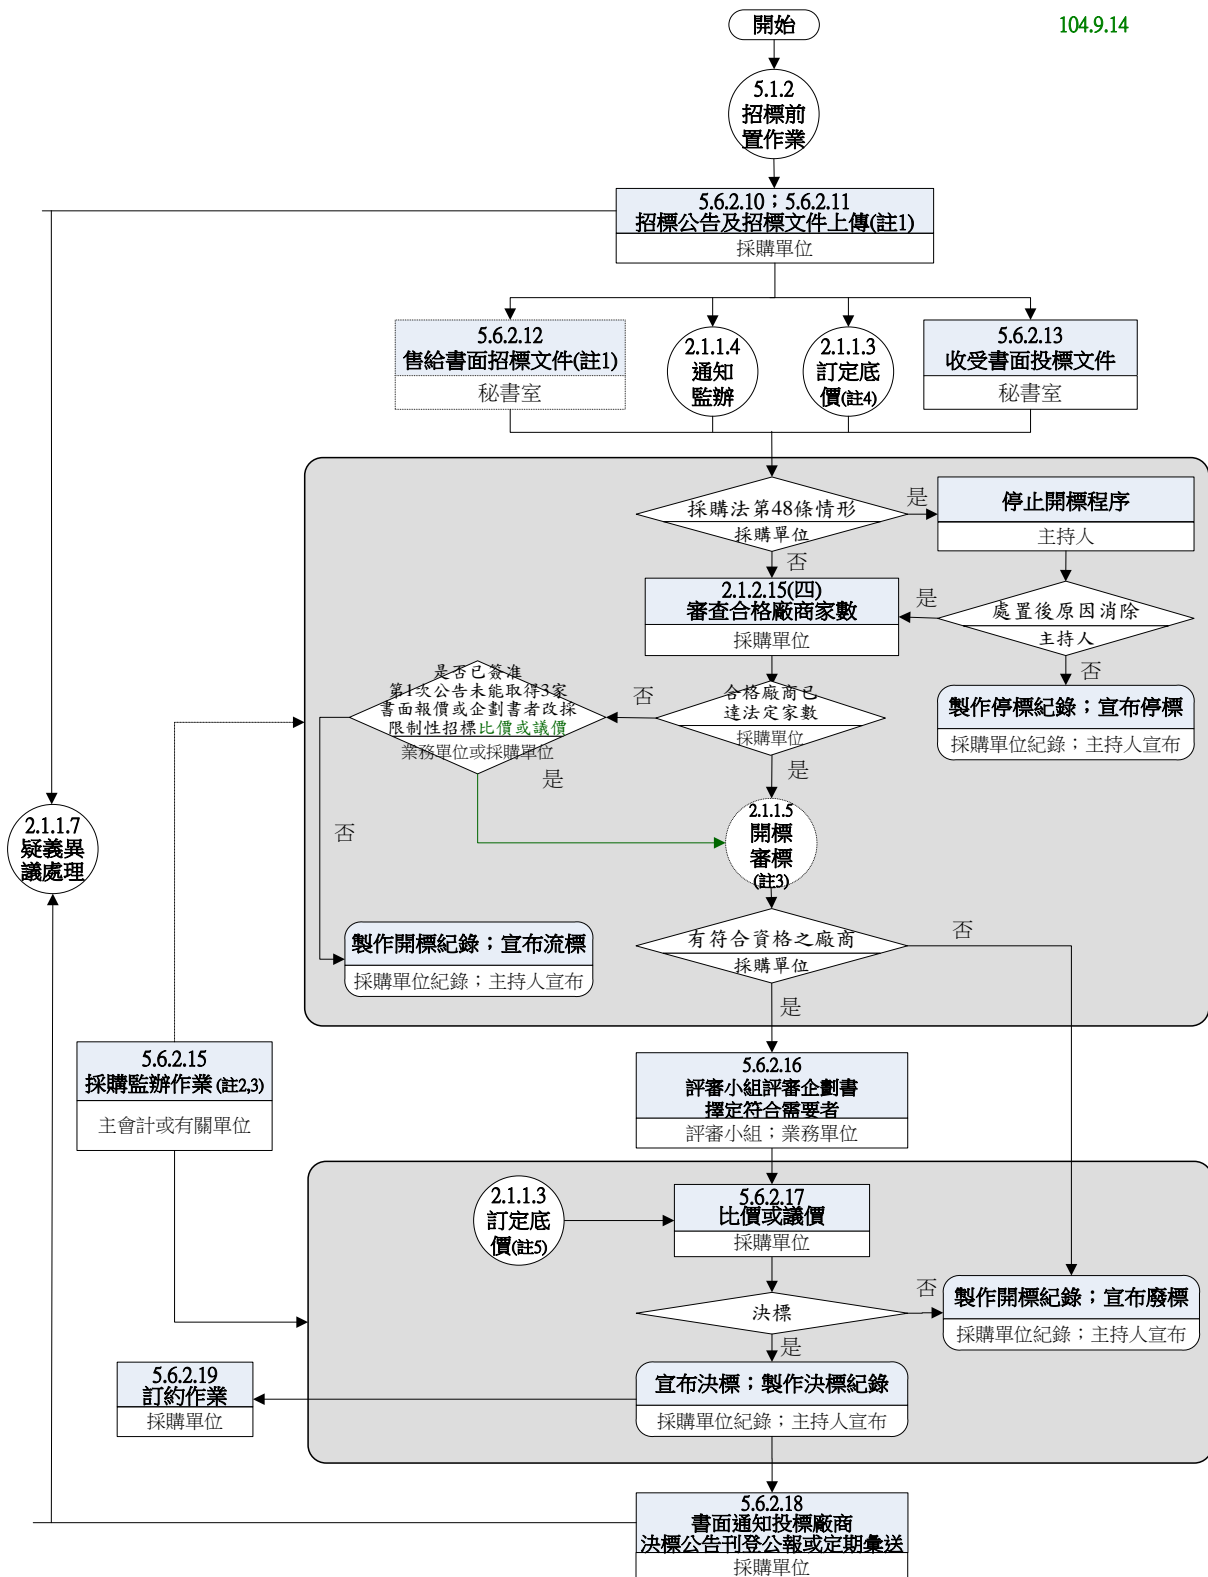 104.9.14
開始
5.1.2
招標前
置作業
5.6.2.10；5.6.2.11
招標公告及招標文件上傳(註1)
採購單位
5.6.2.12
售給書面招標文件(註1)
秘書室
2.1.1.4
通知
監辦
2.1.1.3
訂定底
價(註4)
5.6.2.13
收受書面投標文件
秘書室
採購法第48條情形
採購單位
是
停止開標程序
主持人
否
2.1.2.15(四)
審查合格廠商家數
採購單位
是
處置後原因消除
主持人
否
製作停標紀錄；宣布停標
採購單位紀錄；主持人宣布
是否已簽准
第1次公告未能取得3家
書面報價或企劃書者改採
限制性招標比價或議價
業務單位或採購單位
否
合格廠商已
達法定家數
採購單位
是
是
否
2.1.1.5
開標
審標
(註3)
2.1.1.7
疑義異
議處理
製作開標紀錄；宣布流標
採購單位紀錄；主持人宣布
有符合資格之廠商
採購單位
否
是
5.6.2.15
採購監辦作業(註2,3)
主會計或有關單位
5.6.2.16
評審小組評審企劃書
擇定符合需要者
評審小組；業務單位
2.1.1.3
訂定底
價(註5)
5.6.2.17
比價或議價
採購單位
決標
否
製作開標紀錄；宣布廢標
採購單位紀錄；主持人宣布
是
5.6.2.19
訂約作業
採購單位
宣布決標；製作決標紀錄
採購單位紀錄；主持人宣布
5.6.2.18
書面通知投標廠商
決標公告刊登公報或定期彙送
採購單位